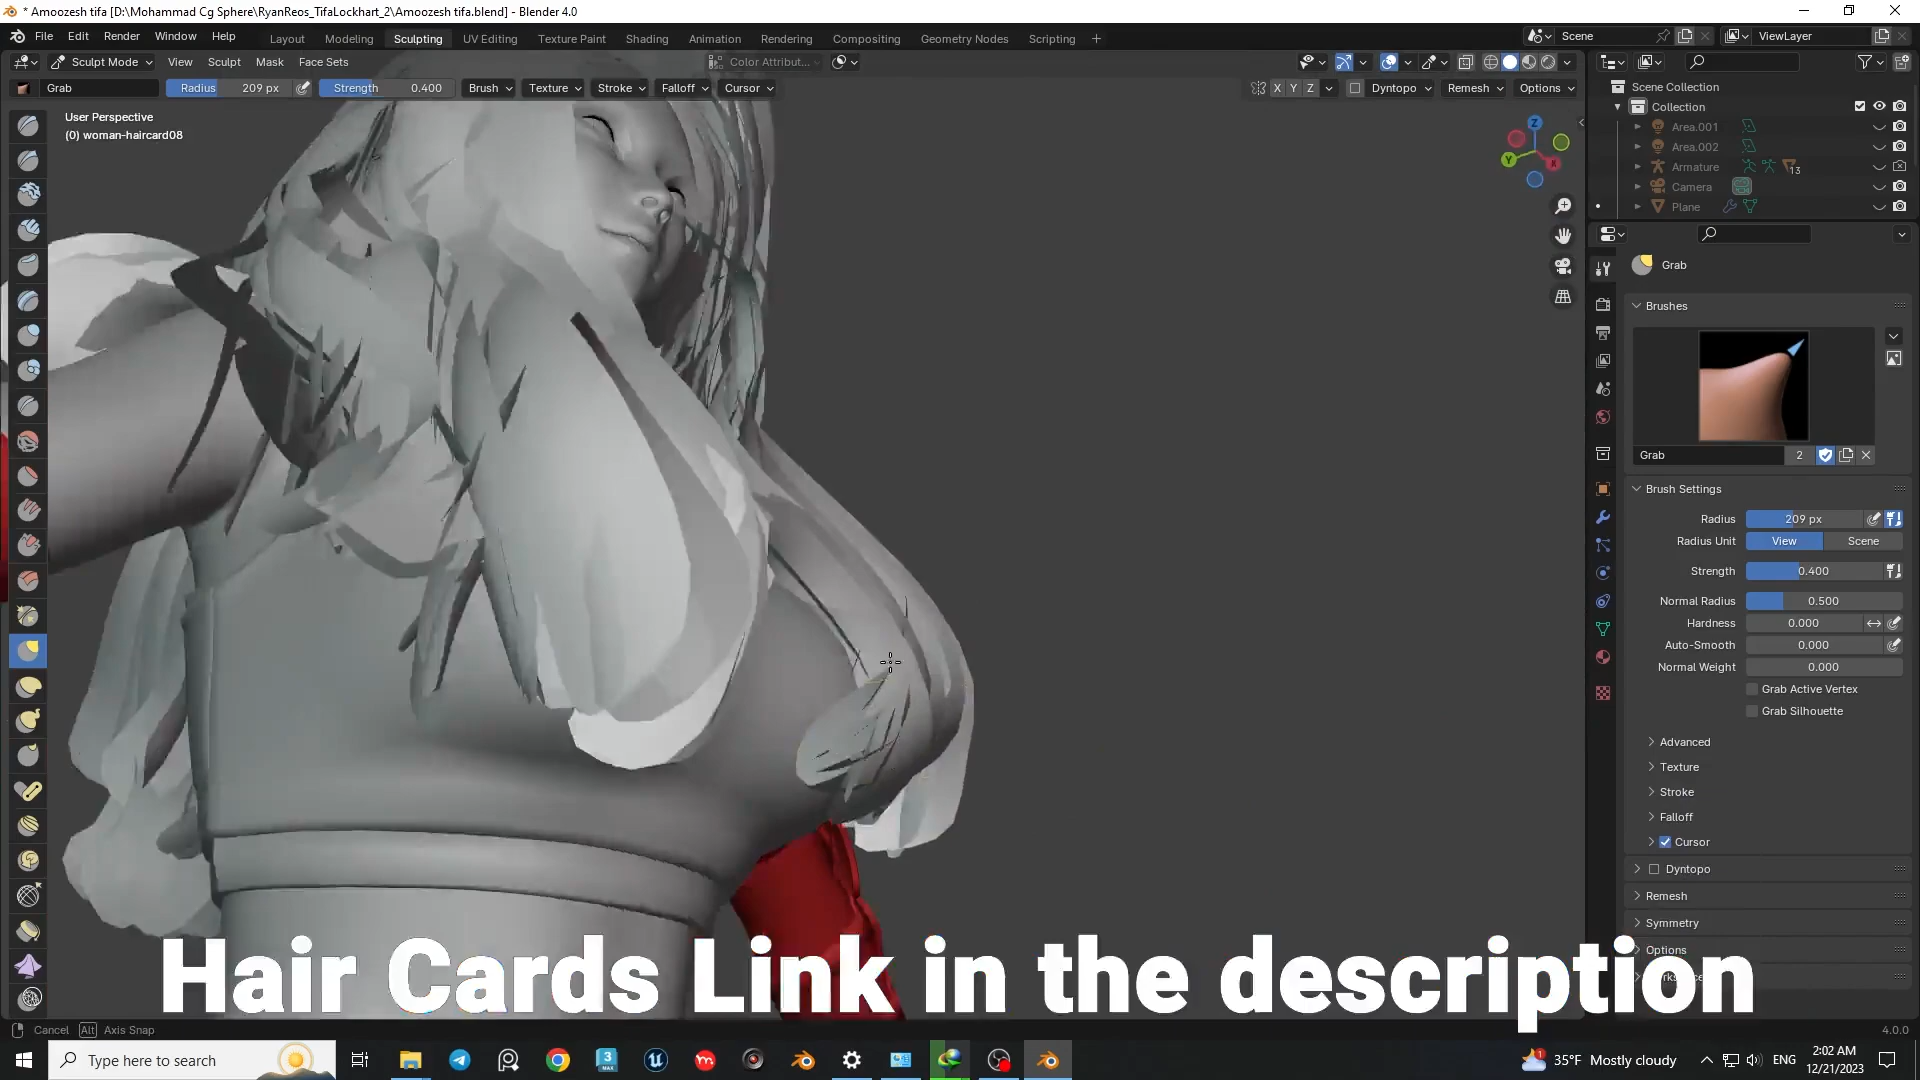 * Amoozesh tifa [D:\Mohammad Cg Sphere\RyanReos_TifaLockhart_2\Amoozesh tifa.blend] - Blender 4.0
File Edit Render Window Help
Layout Modeling Sculpting UV Editing Texture Paint Shading Animation Rendering Compositing Geometry Nodes Scripting +
Scene
ViewLayer
Sculpt Mode View Sculpt Mask Face Sets
Color Attribut...
Grab Radius 209 px Strength 0.400 Brush Texture Stroke Falloff Cursor
X Y Z Dyntopo Remesh Options
User Perspective
(0) woman-haircard08
Z
Y
X
Scene Collection
Collection
Area.001
Area.002
Armature 13
Camera
Plane
Grab
Brushes
Grab 2
Brush Settings
Radius 209 px
Radius Unit View Scene
Strength 0.400
Normal Radius 0.500
Hardness 0.000
Auto-Smooth 0.000
Normal Weight 0.000
Grab Active Vertex
Grab Silhouette
Advanced
Texture
Stroke
Falloff
Cursor
Dyntopo
Remesh
Symmetry
Options
Hair Cards Link in the description
Cancel Alt Axis Snap
4.0.0
Type here to search
3
MAX
1
35°F Mostly cloudy
ENG
2:02 AM
12/21/2023